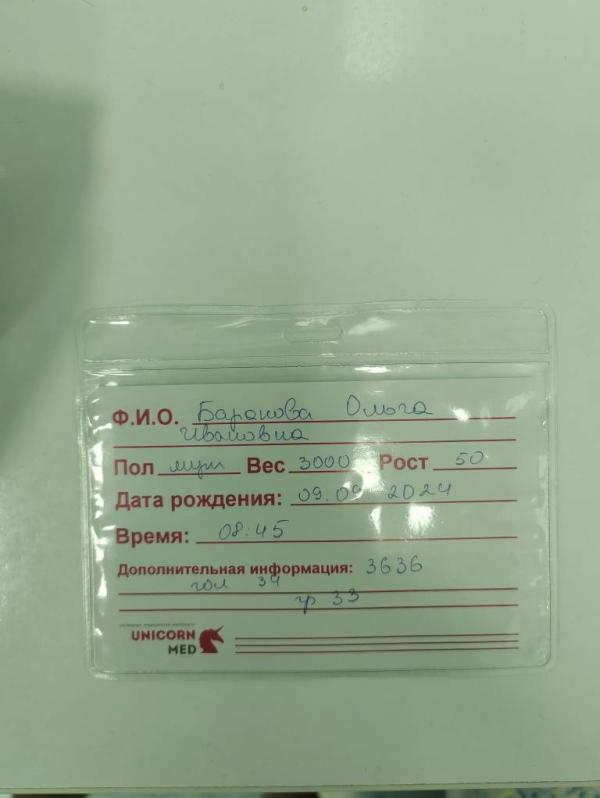 Ф.И.О. Баранова Ольга
Ивановна
Пол муж Вес 3000 Рост 50
Дата рождения: 09.09 2024
Время: 08:45
Дополнительная информация: 3636
гол 34
гр 33
UNICORN
MED